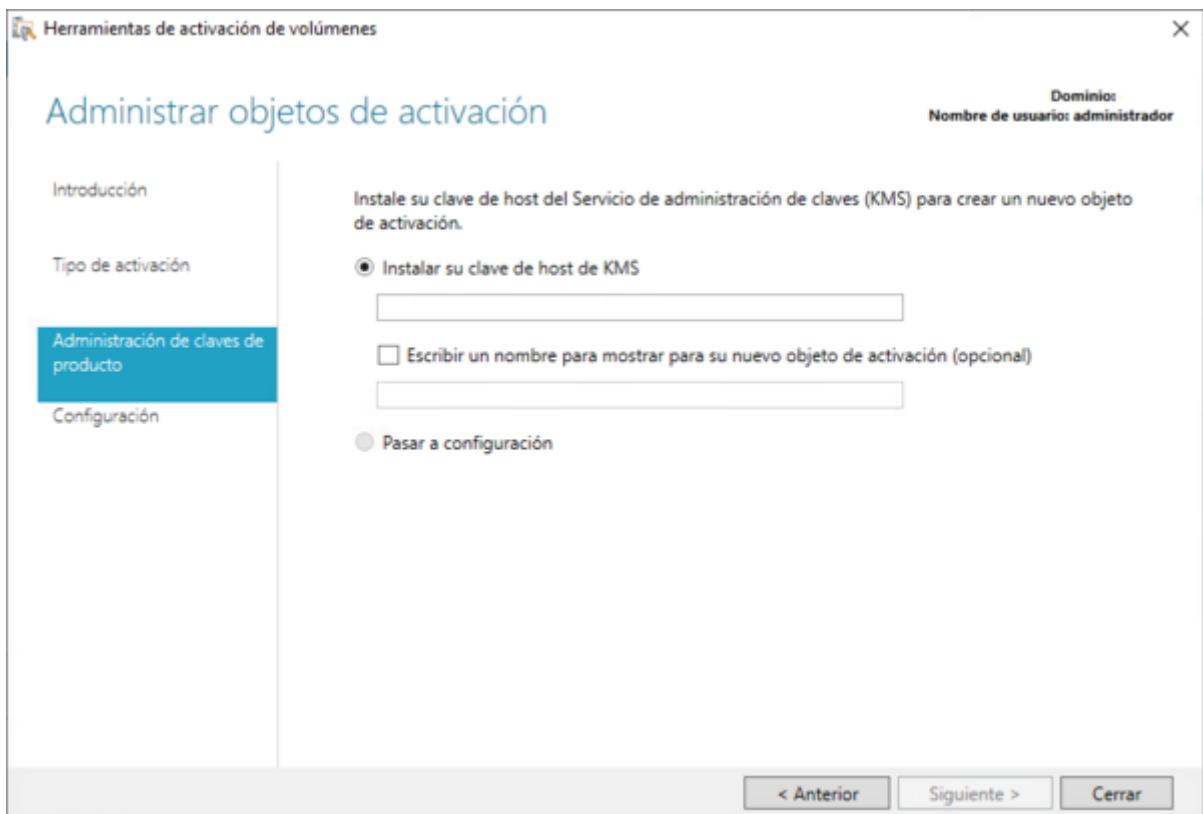 Herramientas de activación de volúmenes
Administrar objetos de activación
Dominio:
Nombre de usuario: administrador
Introducción
Tipo de activación
Administración de claves de
producto
Configuración
Instale su clave de host del Servicio de administración de claves (KMS) para crear un nuevo objeto
de activación.
Instalar su clave de host de KMS
Escribir un nombre para mostrar para su nuevo objeto de activación (opcional)
Pasar a configuración
< Anterior
Siguiente >
Cerrar